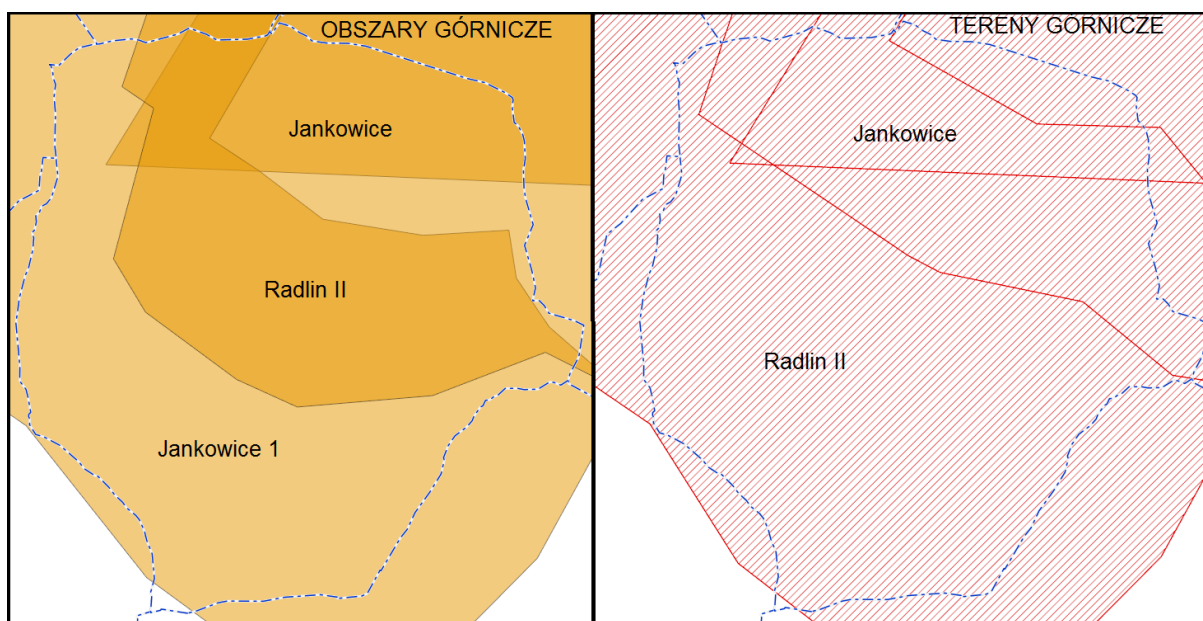 OBSZARY GÓRNICZE
Jankowice
Radlin II
Jankowice 1
TERENY GÓRNICZE
Jankowice
Radlin II